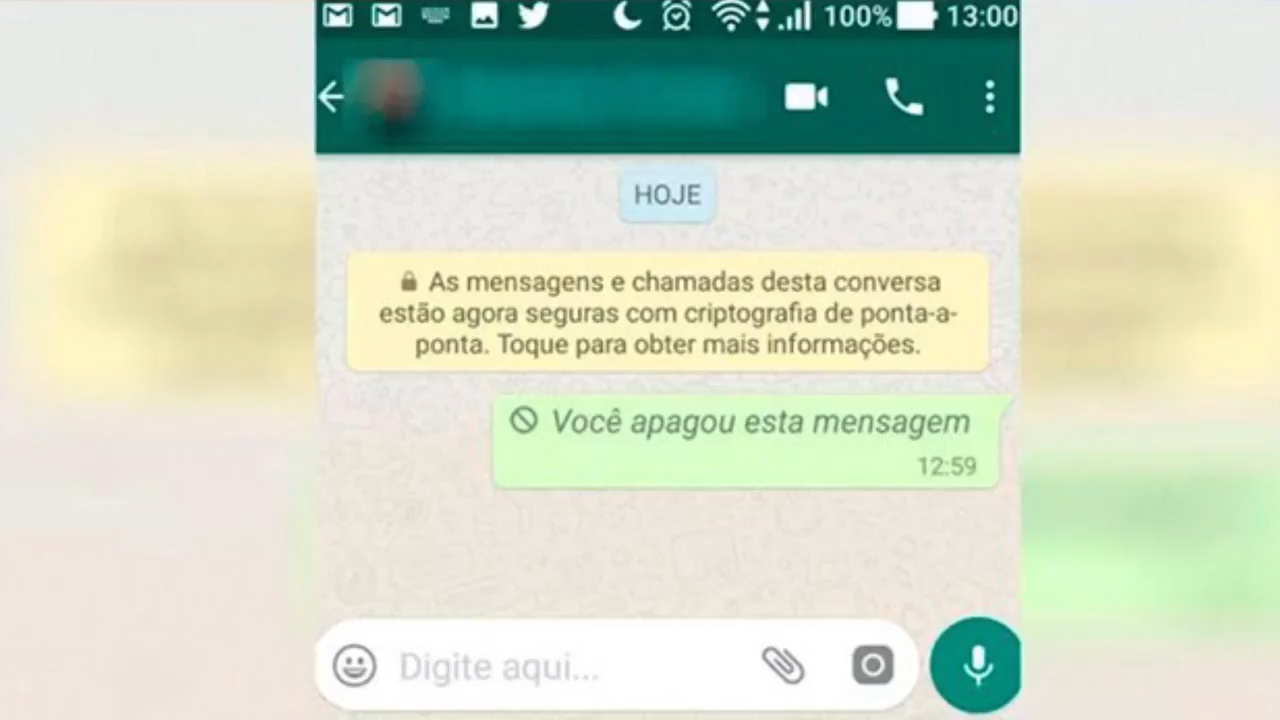 100% 13:00
HOJE
As mensagens e chamadas desta conversa
estão agora seguras com criptografia de ponta-a-
ponta. Toque para obter mais informações.
Você apagou esta mensagem
12:59
Digite aqui...